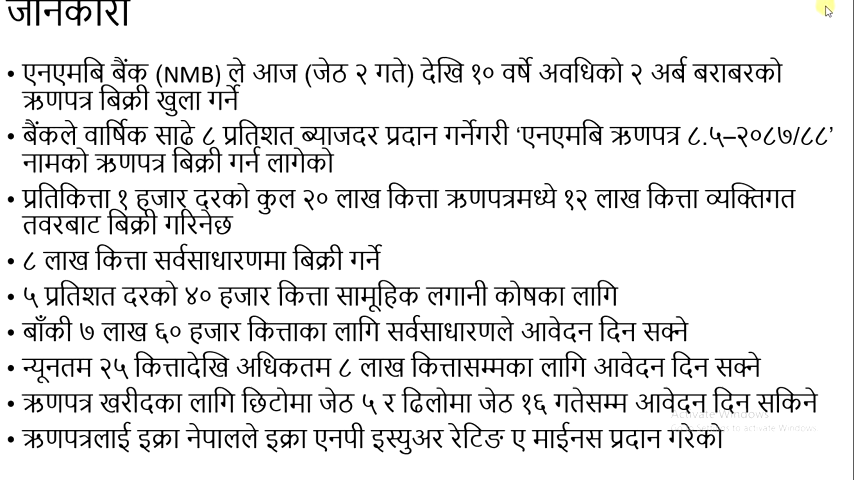 जानकारी
• एनएमबि बैंक (NMB) ले आज (जेठ २ गते) देखि १० वर्षे अवधिको २ अर्ब बराबरको
ऋणपत्र बिक्री खुला गर्ने
• बैंकले वार्षिक साढे ८ प्रतिशत ब्याजदर प्रदान गर्नेगरी ‘एनएमबि ऋणपत्र ८.५–२०८७/८८’
नामको ऋणपत्र बिक्री गर्न लागेको
• प्रतिकित्ता १ हजार दरको कुल २० लाख कित्ता ऋणपत्रमध्ये १२ लाख कित्ता व्यक्तिगत
तवरबाट बिक्री गरिनेछ
• ८ लाख कित्ता सर्वसाधारणमा बिक्री गर्ने
• ५ प्रतिशत दरको ४० हजार कित्ता सामूहिक लगानी कोषका लागि
• बाँकी ७ लाख ६० हजार कित्ताका लागि सर्वसाधारणले आवेदन दिन सक्ने
• न्यूनतम २५ कित्तादेखि अधिकतम ८ लाख कित्तासम्मका लागि आवेदन दिन सक्ने
• ऋणपत्र खरीदका लागि छिटोमा जेठ ५ र ढिलोमा जेठ १६ गतेसम्म आवेदन दिन सकिने
Activate Windows
to activate Windows
• ऋणपत्रलाई इक्रा नेपालले इक्रा एनपी इस्युअर रेटिङ ए माईनस प्रदान गरेको